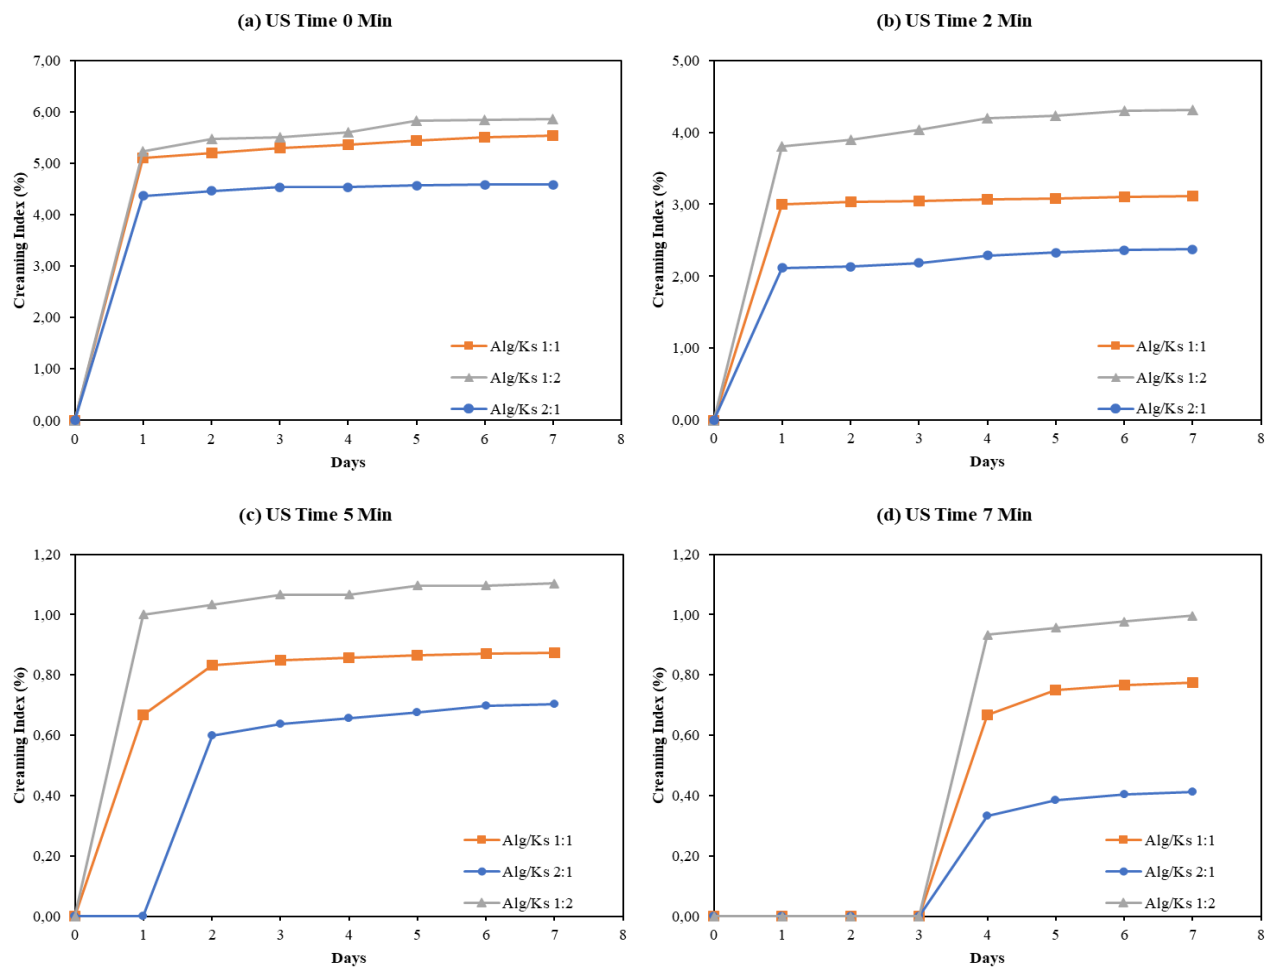 (a) US Time 0 Min
7,00
6,00
5,00
4,00
3,00
2,00
1,00
0,00
Creaming Index (%)
0 1 2 3 4 5 6 7 8
Days
Alg/Ks 1:1
Alg/Ks 1:2
Alg/Ks 2:1
(b) US Time 2 Min
5,00
4,00
3,00
2,00
1,00
0,00
Creaming Index (%)
0 1 2 3 4 5 6 7 8
Days
Alg/Ks 1:1
Alg/Ks 1:2
Alg/Ks 2:1
(c) US Time 5 Min
1,20
1,00
0,80
0,60
0,40
0,20
0,00
Creaming Index (%)
0 1 2 3 4 5 6 7 8
Days
Alg/Ks 1:1
Alg/Ks 2:1
Alg/Ks 1:2
(d) US Time 7 Min
1,20
1,00
0,80
0,60
0,40
0,20
0,00
Creaming Index (%)
0 1 2 3 4 5 6 7 8
Days
Alg/Ks 1:1
Alg/Ks 2:1
Alg/Ks 1:2